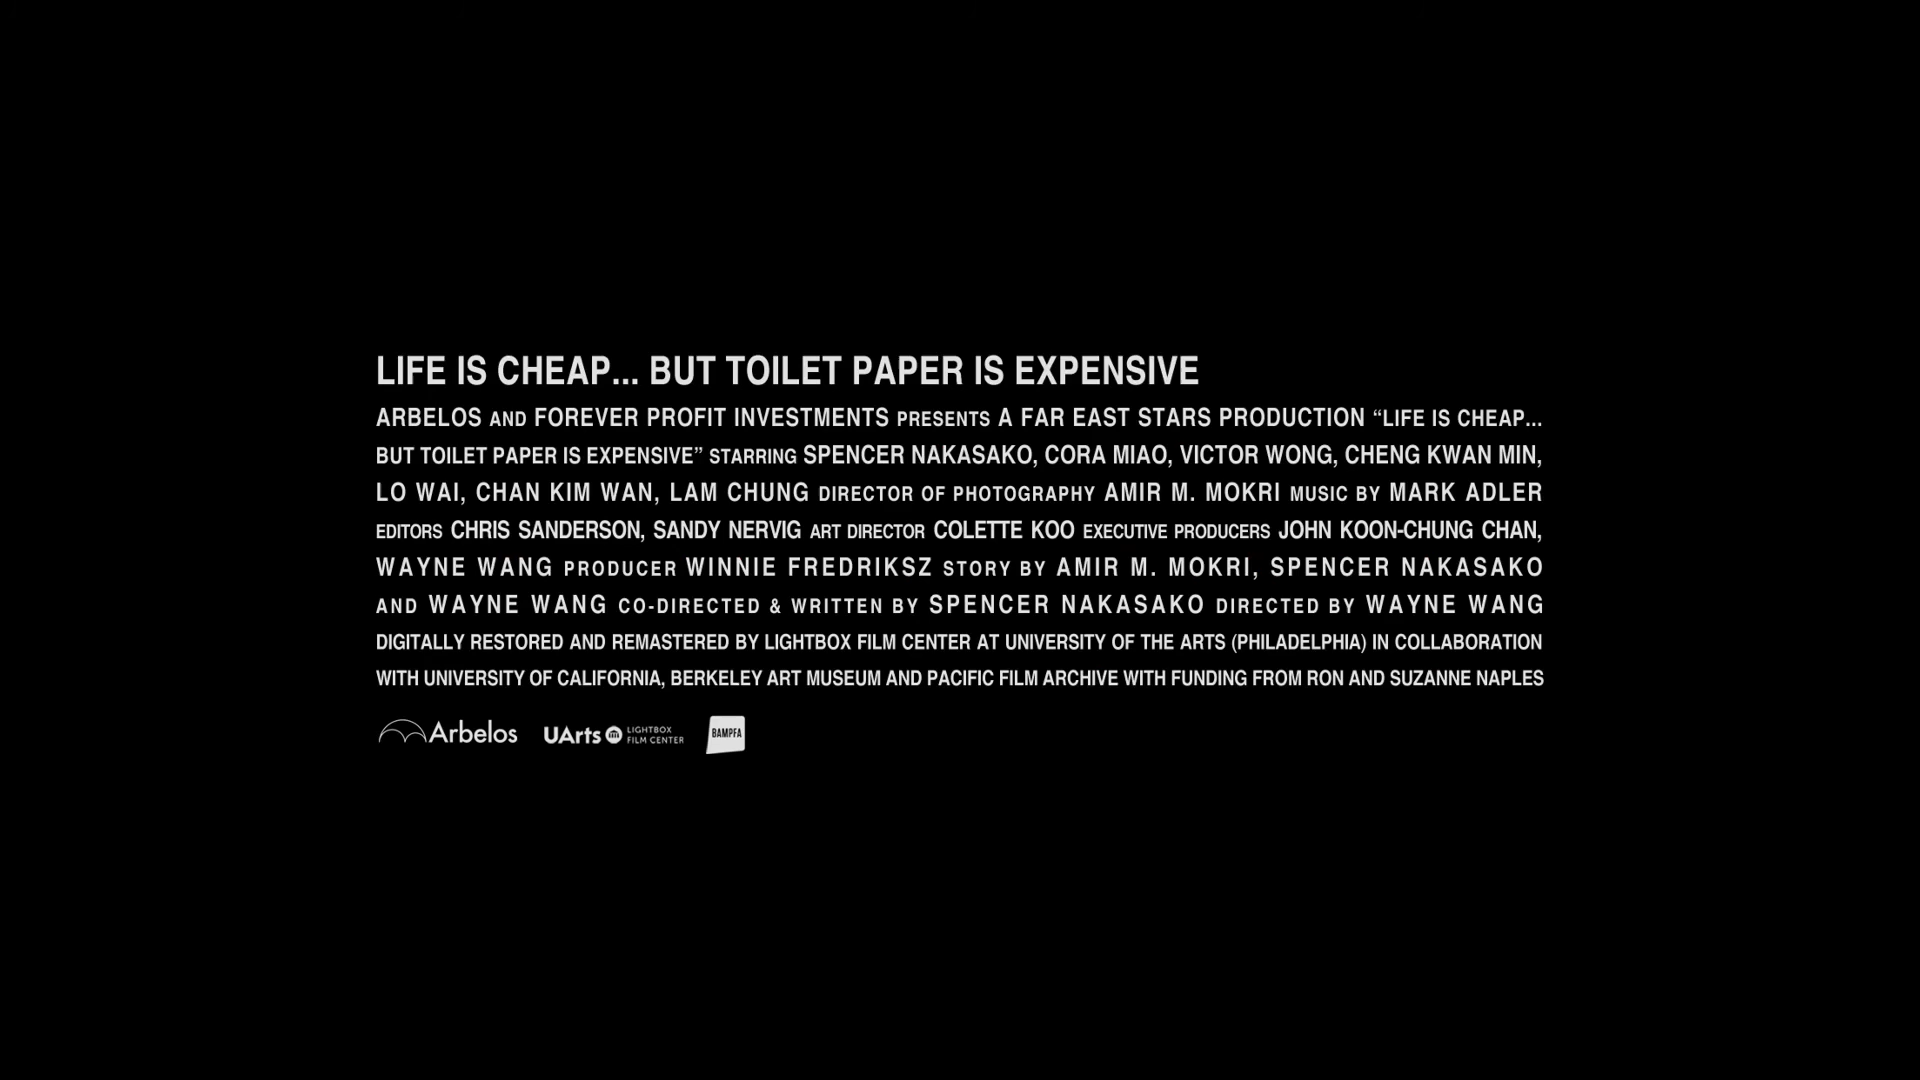 LIFE IS CHEAP... BUT TOILET PAPER IS EXPENSIVE
ARBELOS AND FOREVER PROFIT INVESTMENTS PRESENTS A FAR EAST STARS PRODUCTION “LIFE IS CHEAP...
BUT TOILET PAPER IS EXPENSIVE” STARRING SPENCER NAKASAKO, CORA MIAO, VICTOR WONG, CHENG KWAN MIN,
LO WAI, CHAN KIM WAN, LAM CHUNG DIRECTOR OF PHOTOGRAPHY AMIR M. MOKRI MUSIC BY MARK ADLER
EDITORS CHRIS SANDERSON, SANDY NERVIG ART DIRECTOR COLETTE KOO EXECUTIVE PRODUCERS JOHN KOON-CHUNG CHAN,
WAYNE WANG PRODUCER WINNIE FREDRIKSZ STORY BY AMIR M. MOKRI, SPENCER NAKASAKO
AND WAYNE WANG CO-DIRECTED & WRITTEN BY SPENCER NAKASAKO DIRECTED BY WAYNE WANG
DIGITALLY RESTORED AND REMASTERED BY LIGHTBOX FILM CENTER AT UNIVERSITY OF THE ARTS (PHILADELPHIA) IN COLLABORATION
WITH UNIVERSITY OF CALIFORNIA, BERKELEY ART MUSEUM AND PACIFIC FILM ARCHIVE WITH FUNDING FROM RON AND SUZANNE NAPLES
Arbelos
UArts LIGHTBOX
FILM CENTER
BAMPFA